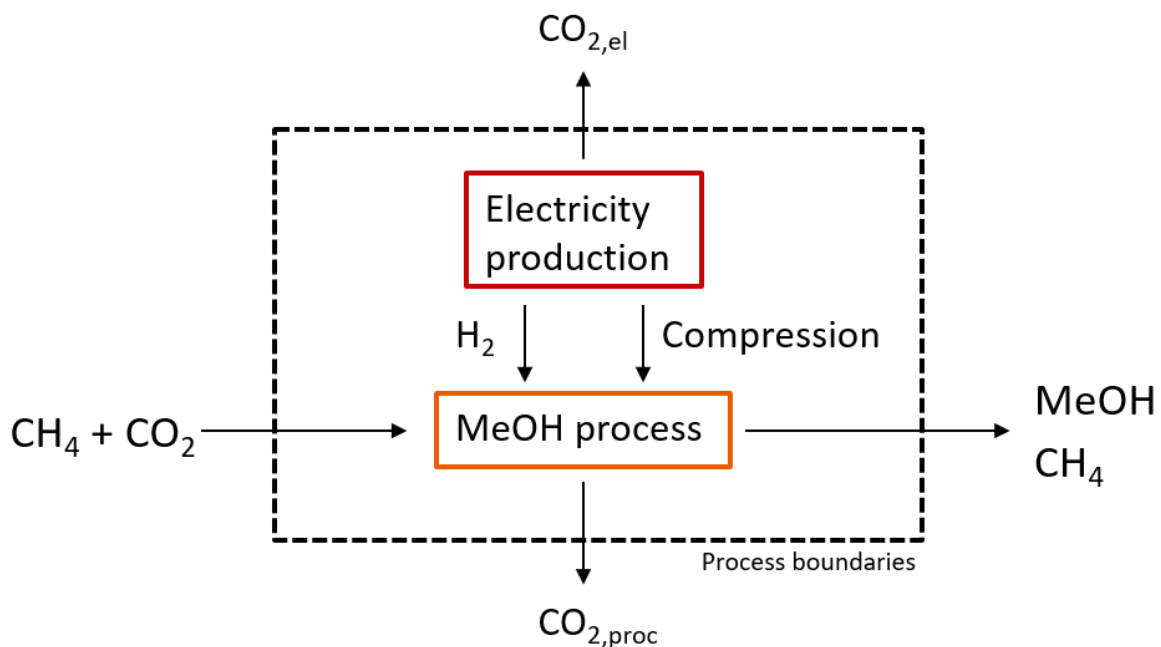 CO₂,el
Electricity
production
H₂
Compression
CH₄ + CO₂
MeOH process
MeOH
CH₄
Process boundaries
CO₂,proc